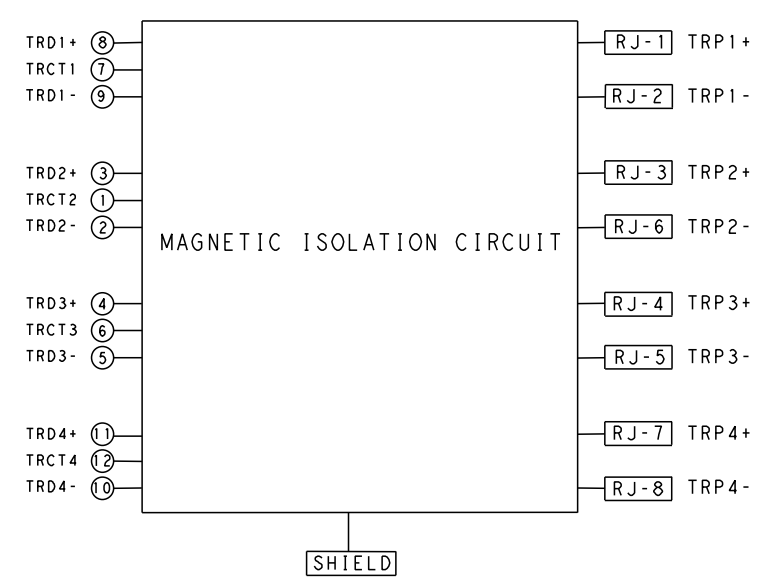 TRD1+ 8 RJ-1 TRP1+
TRCT1 7
TRD1- 9 RJ-2 TRP1-
TRD2+ 3 RJ-3 TRP2+
TRCT2 1
TRD2- 2 RJ-6 TRP2-
MAGNETIC ISOLATION CIRCUIT
TRD3+ 4 RJ-4 TRP3+
TRCT3 6
TRD3- 5 RJ-5 TRP3-
TRD4+ 11 RJ-7 TRP4+
TRCT4 12
TRD4- 10 RJ-8 TRP4-
SHIELD